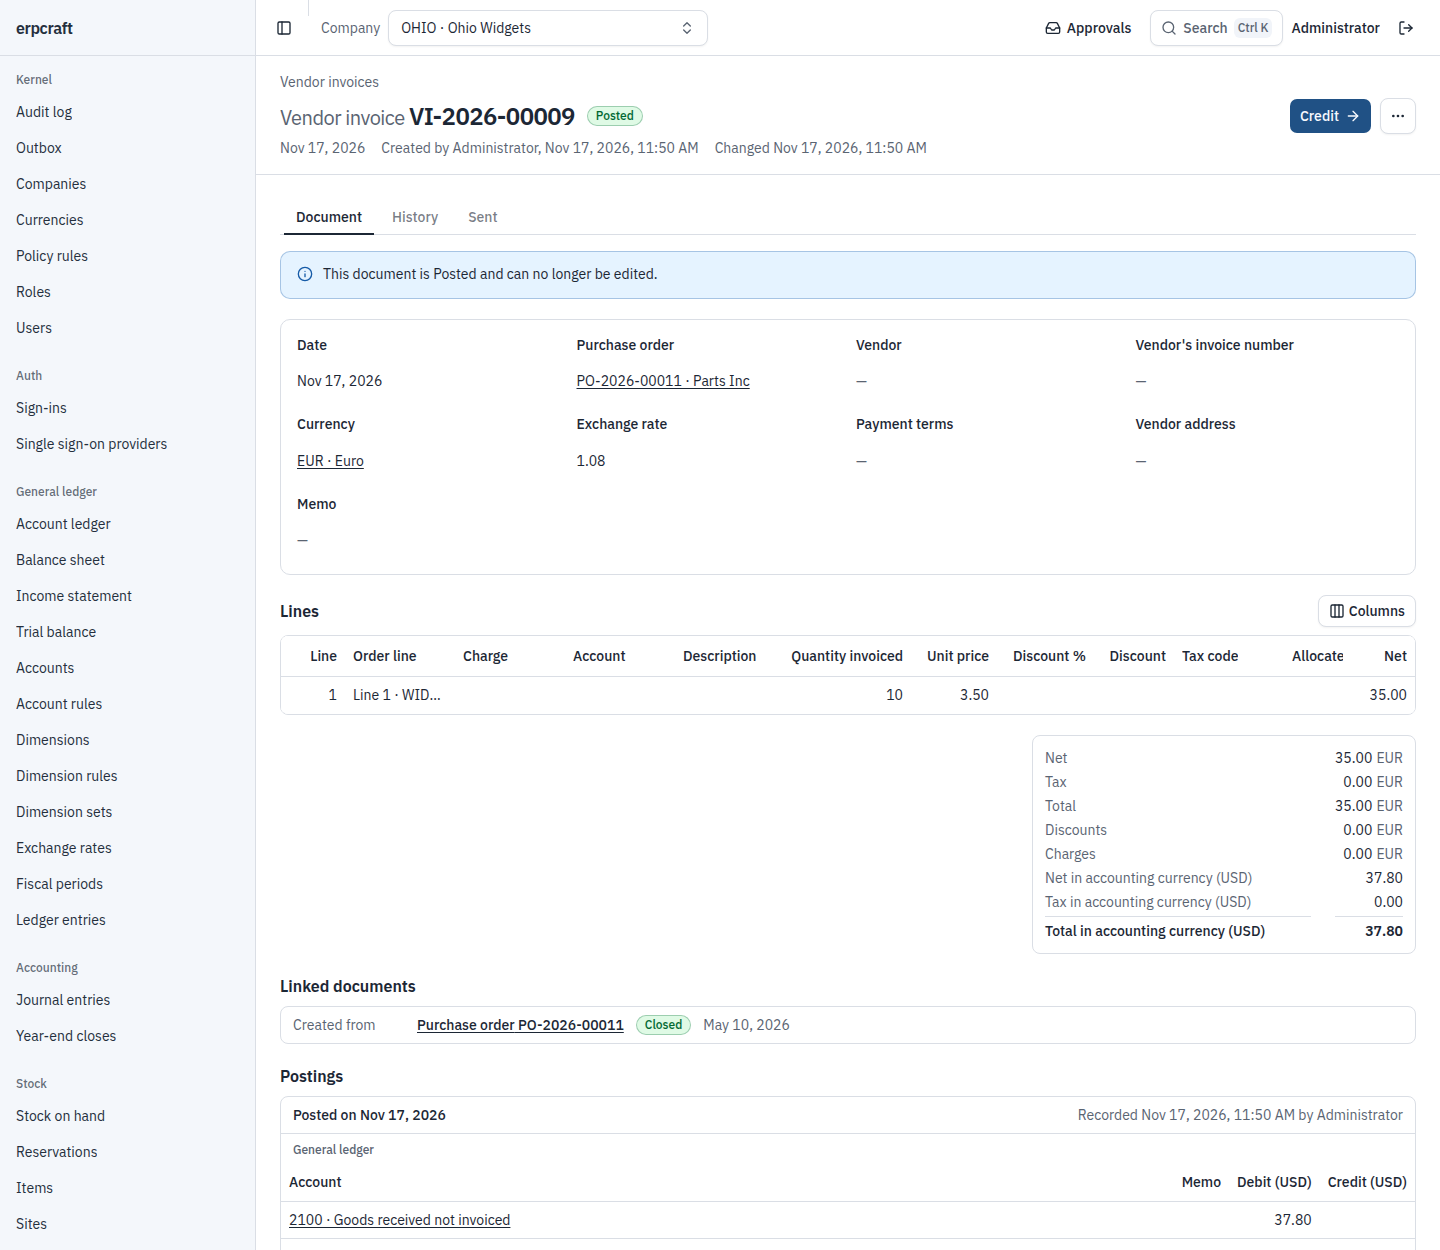 erpcraft
Company
OHIO · Ohio Widgets
Approvals
Search Ctrl K
Administrator
Kernel
Audit log
Outbox
Companies
Currencies
Policy rules
Roles
Users
Auth
Sign-ins
Single sign-on providers
General ledger
Account ledger
Balance sheet
Income statement
Trial balance
Accounts
Account rules
Dimensions
Dimension rules
Dimension sets
Exchange rates
Fiscal periods
Ledger entries
Accounting
Journal entries
Year-end closes
Stock
Stock on hand
Reservations
Items
Sites
Vendor invoices
Vendor invoice VI-2026-00009 Posted
Credit
Nov 17, 2026 Created by Administrator, Nov 17, 2026, 11:50 AM Changed Nov 17, 2026, 11:50 AM
Document History Sent
This document is Posted and can no longer be edited.
Date Purchase order Vendor Vendor's invoice number
Nov 17, 2026 PO-2026-00011 · Parts Inc — —
Currency Exchange rate Payment terms Vendor address
EUR · Euro 1.08 — —
Memo
—
Lines
Columns
Line Order line Charge Account Description Quantity invoiced Unit price Discount % Discount Tax code Allocate Net
1 Line 1 · WID... 10 3.50 35.00
Net 35.00 EUR
Tax 0.00 EUR
Total 35.00 EUR
Discounts 0.00 EUR
Charges 0.00 EUR
Net in accounting currency (USD) 37.80
Tax in accounting currency (USD) 0.00
Total in accounting currency (USD) 37.80
Linked documents
Created from Purchase order PO-2026-00011 Closed May 10, 2026
Postings
Posted on Nov 17, 2026 Recorded Nov 17, 2026, 11:50 AM by Administrator
General ledger
Account Memo Debit (USD) Credit (USD)
2100 · Goods received not invoiced 37.80